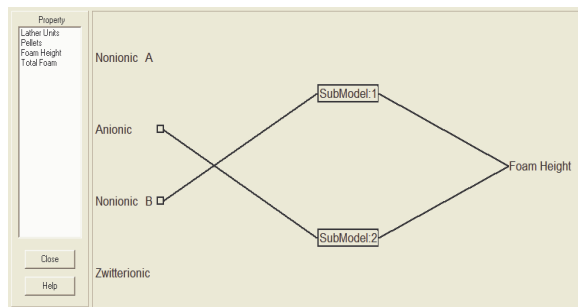 Property
Lather Units
Pellets
Foam Height
Total Foam
Close
Help
Nonionic A
Anionic
Nonionic B
Zwitterionic
SubModel:1
SubModel:2
Foam Height